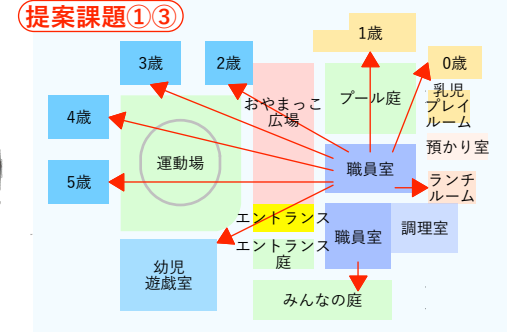 提案課題①③
1歳
3歳
2歳
0歳
乳児
プレイ
ルーム
おやまっこ
広場
プール庭
4歳
預かり室
運動場
職員室
5歳
ランチ
ルーム
エントランス
エントランス
庭
職員室
調理室
幼児
遊戯室
みんなの庭